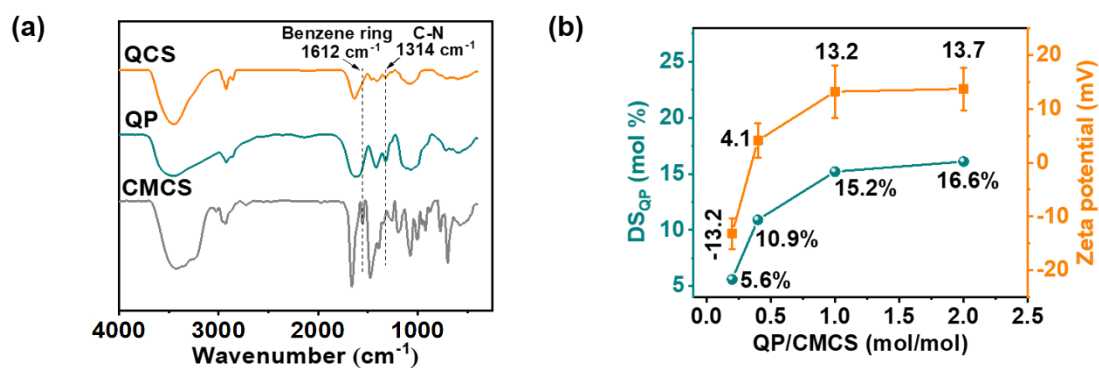 (a)
QCS
QP
CMCS
Benzene ring
1612 cm⁻¹
C-N
1314 cm⁻¹
4000 3000 2000 1000
Wavenumber (cm⁻¹)
(b)
DS_QP (mol %)
25
20
15
10
5
-13.2
4.1
13.2
13.7
5.6%
10.9%
15.2%
16.6%
20
10
0
-10
-20
Zeta potential (mV)
0.0 0.5 1.0 1.5 2.0 2.5
QP/CMCS (mol/mol)